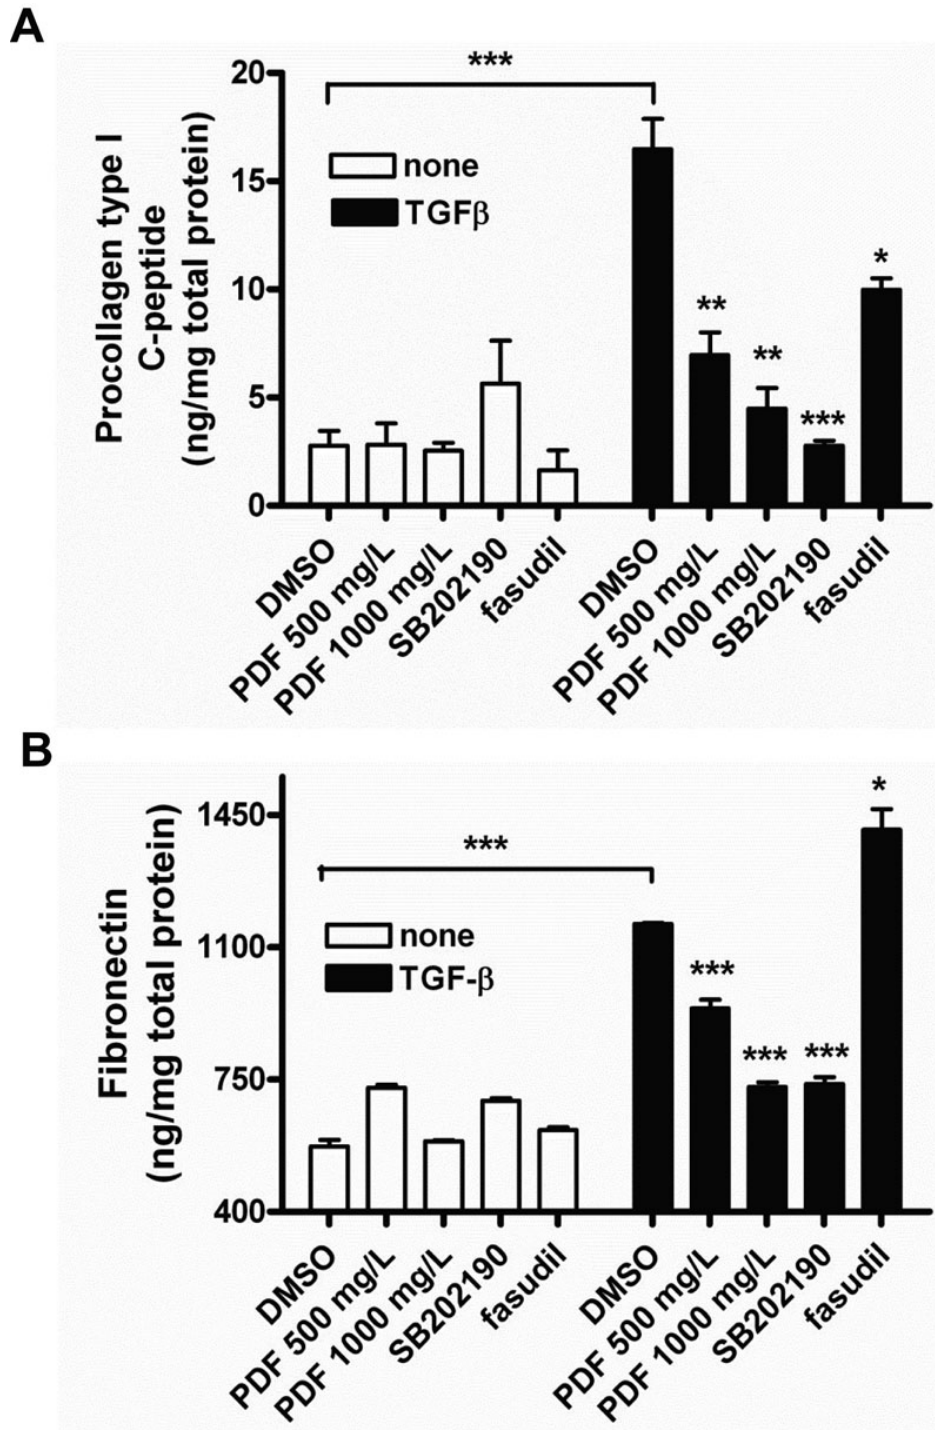 A
Procollagen type I
C-peptide
(ng/mg total protein)
20
15
10
5
0
***
none
TGFβ
**
**
***
*
DMSO
PDF 500 mg/L
PDF 1000 mg/L
SB202190
fasudil
DMSO
PDF 500 mg/L
PDF 1000 mg/L
SB202190
fasudil
B
Fibronectin
(ng/mg total protein)
1450
1100
750
400
***
none
TGF-β
***
***
***
*
DMSO
PDF 500 mg/L
PDF 1000 mg/L
SB202190
fasudil
DMSO
PDF 500 mg/L
PDF 1000 mg/L
SB202190
fasudil